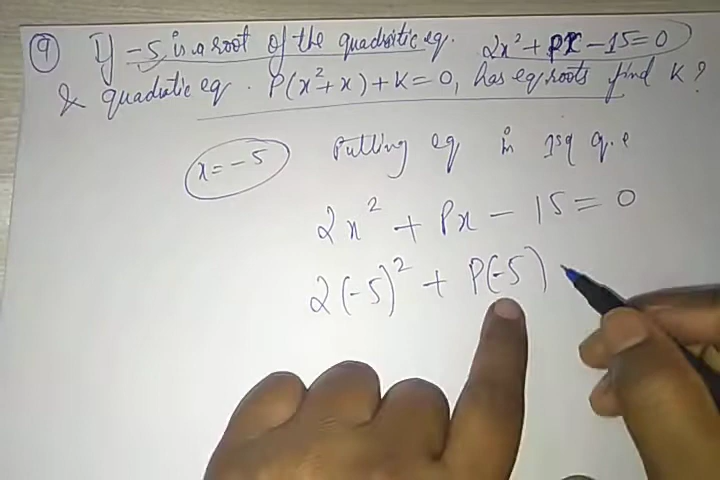 9 If -5 is a root of the quadratic eq. 2x² + px - 15 = 0
& quadratic eq. P(x² + x) + K = 0, has eq roots find K?
x = -5 Putting eq in 1st q. e
2x² + Px - 15 = 0
2(-5)² + P(-5)